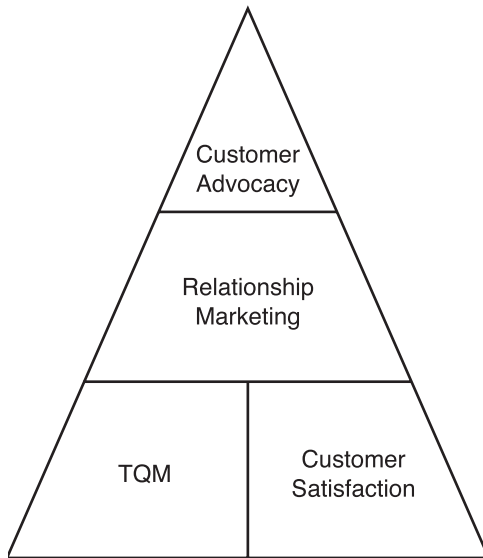 Customer
Advocacy
Relationship
Marketing
TQM
Customer
Satisfaction